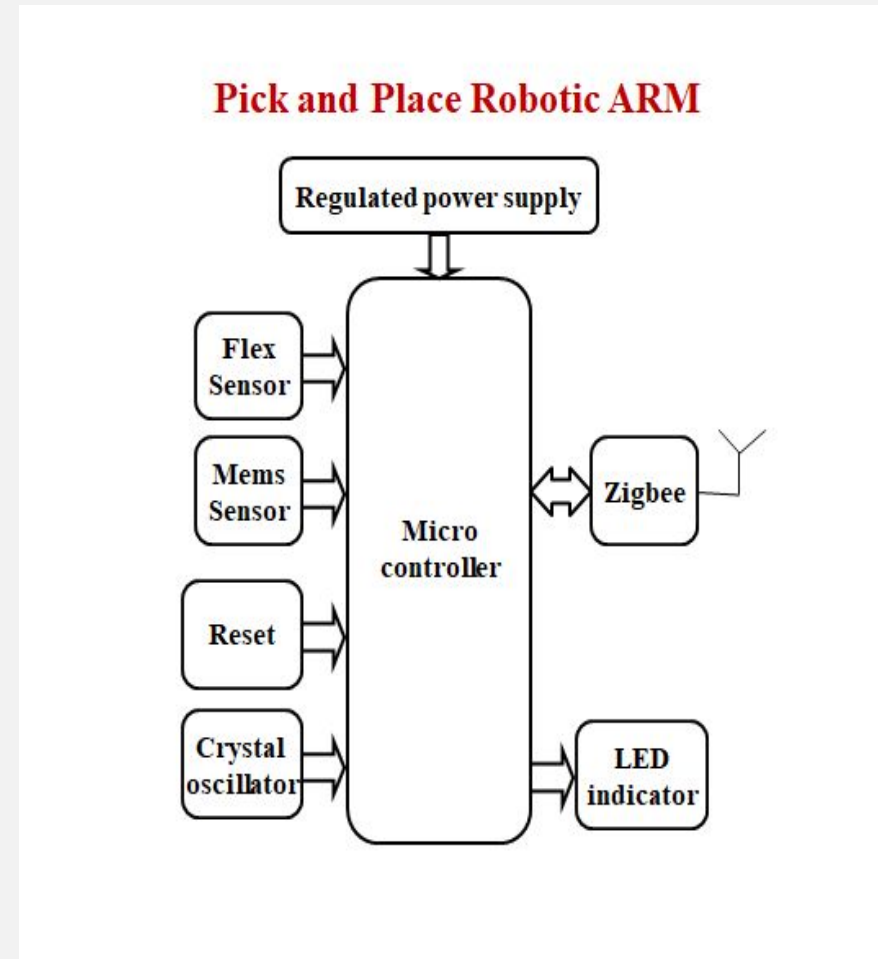 Pick and Place Robotic ARM
Regulated power supply
Flex
Sensor
Mems
Sensor
Zigbee
Micro
controller
Reset
Crystal
oscillator
LED
indicator